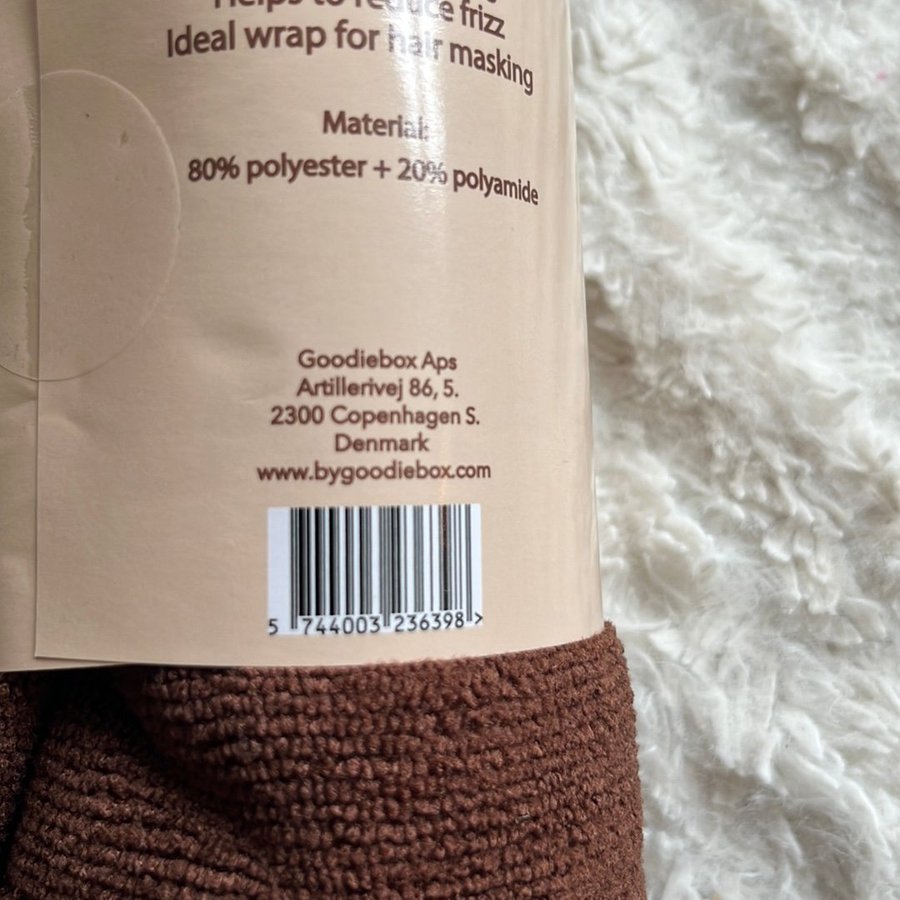 Helps to reduce frizz
Ideal wrap for hair masking
Material:
80% polyester + 20% polyamide
Goodiebox Aps
Artillerivej 86, 5.
2300 Copenhagen S.
Denmark
www.bygoodiebox.com
5 744003 236398 >